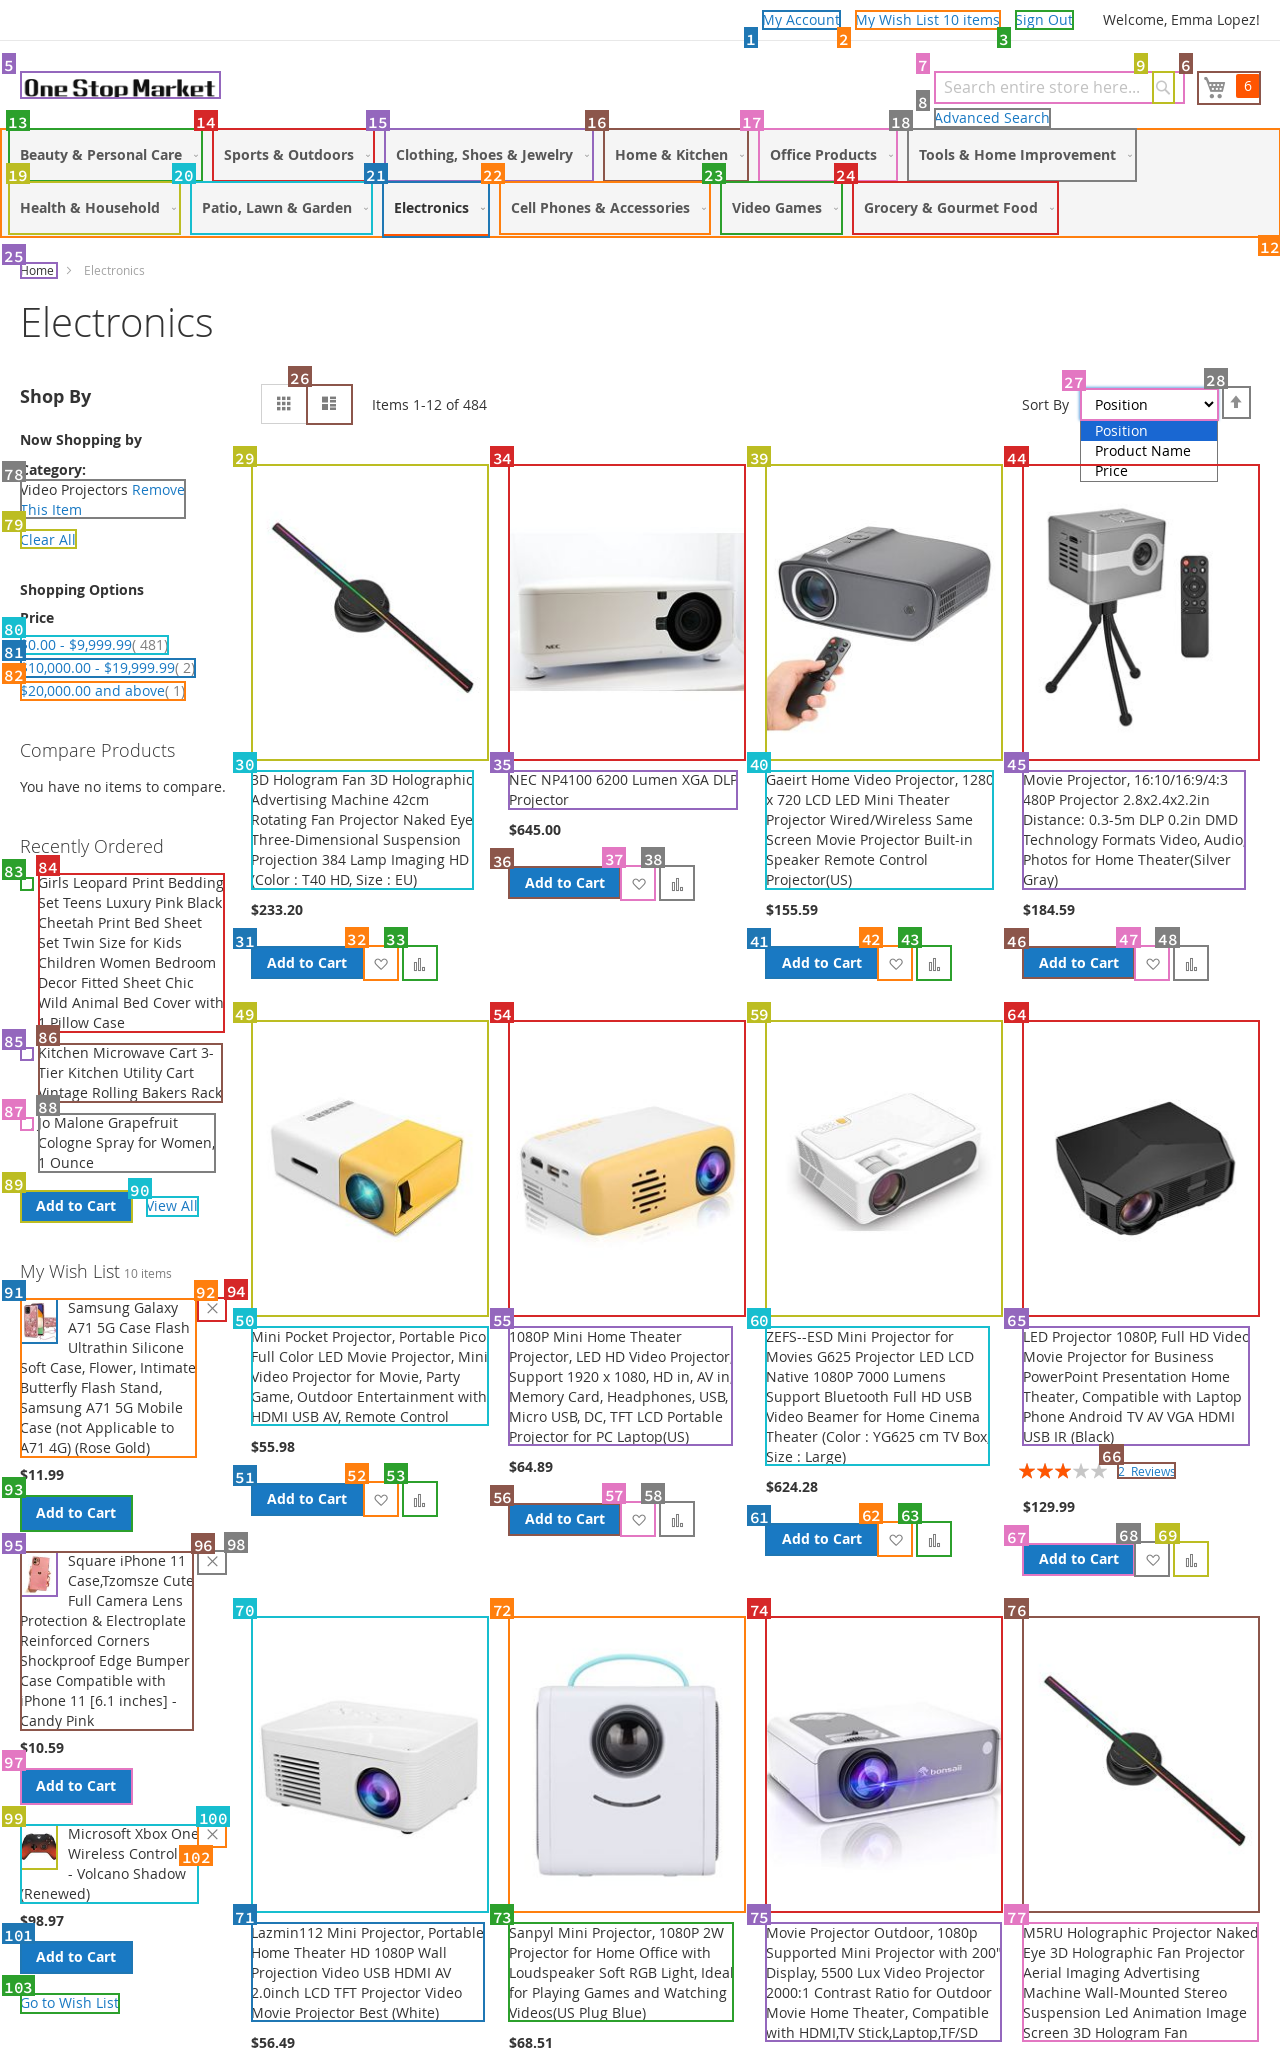 My Account
My Wish List 10 items
Sign Out
Welcome, Emma Lopez!
1
2
3
5
7
9
6
One Stop Market
Search entire store here...
6
8
Advanced Search
13
14
15
16
17
18
Beauty & Personal Care
Sports & Outdoors
Clothing, Shoes & Jewelry
Home & Kitchen
Office Products
Tools & Home Improvement
19
20
21
22
23
24
Health & Household
Patio, Lawn & Garden
Electronics
Cell Phones & Accessories
Video Games
Grocery & Gourmet Food
12
25
Home
Electronics
Electronics
Shop By
Now Shopping by
78
Category:
Video Projectors Remove
This Item
79
Clear All
Shopping Options
Price
80
$0.00 - $9,999.99( 481)
81
$10,000.00 - $19,999.99( 2)
82
$20,000.00 and above( 1)
Compare Products
You have no items to compare.
Recently Ordered
83
84
Girls Leopard Print Bedding
Set Teens Luxury Pink Black
Cheetah Print Bed Sheet
Set Twin Size for Kids
Children Women Bedroom
Decor Fitted Sheet Chic
Wild Animal Bed Cover with
1 Pillow Case
85
86
Kitchen Microwave Cart 3-
Tier Kitchen Utility Cart
Vintage Rolling Bakers Rack
87
88
Jo Malone Grapefruit
Cologne Spray for Women,
1 Ounce
89
90
Add to Cart
View All
My Wish List 10 items
91
92
94
Samsung Galaxy
A71 5G Case Flash
Ultrathin Silicone
Soft Case, Flower, Intimate
Butterfly Flash Stand,
Samsung A71 5G Mobile
Case (not Applicable to
A71 4G) (Rose Gold)
$11.99
93
Add to Cart
95
96
98
Square iPhone 11
Case,Tzomsze Cute
Full Camera Lens
Protection & Electroplate
Reinforced Corners
Shockproof Edge Bumper
Case Compatible with
iPhone 11 [6.1 inches] -
Candy Pink
$10.59
97
Add to Cart
99
100
Microsoft Xbox One
Wireless Control
102
- Volcano Shadow
(Renewed)
$98.97
101
Add to Cart
103
Go to Wish List
26
Items 1-12 of 484
27
28
Sort By
Position
Position
Product Name
Price
29
34
39
44
NEC
30
3D Hologram Fan 3D Holographic
Advertising Machine 42cm
Rotating Fan Projector Naked Eye
Three-Dimensional Suspension
Projection 384 Lamp Imaging HD
(Color : T40 HD, Size : EU)
$233.20
31
32
33
Add to Cart
35
NEC NP4100 6200 Lumen XGA DLP
Projector
$645.00
36
37
38
Add to Cart
40
Gaeirt Home Video Projector, 1280
x 720 LCD LED Mini Theater
Projector Wired/Wireless Same
Screen Movie Projector Built-in
Speaker Remote Control
Projector(US)
$155.59
41
42
43
Add to Cart
45
Movie Projector, 16:10/16:9/4:3
480P Projector 2.8x2.4x2.2in
Distance: 0.3-5m DLP 0.2in DMD
Technology Formats Video, Audio,
Photos for Home Theater(Silver
Gray)
$184.59
46
47
48
Add to Cart
49
54
59
64
50
Mini Pocket Projector, Portable Pico
Full Color LED Movie Projector, Mini
Video Projector for Movie, Party
Game, Outdoor Entertainment with
HDMI USB AV, Remote Control
$55.98
51
52
53
Add to Cart
55
1080P Mini Home Theater
Projector, LED HD Video Projector,
Support 1920 x 1080, HD in, AV in,
Memory Card, Headphones, USB,
Micro USB, DC, TFT LCD Portable
Projector for PC Laptop(US)
$64.89
56
57
58
Add to Cart
60
ZEFS--ESD Mini Projector for
Movies G625 Projector LED LCD
Native 1080P 7000 Lumens
Support Bluetooth Full HD USB
Video Beamer for Home Cinema
Theater (Color : YG625 cm TV Box,
Size : Large)
$624.28
61
62
63
Add to Cart
65
LED Projector 1080P, Full HD Video
Movie Projector for Business
PowerPoint Presentation Home
Theater, Compatible with Laptop
Phone Android TV AV VGA HDMI
USB IR (Black)
66
2 Reviews
$129.99
67
68
69
Add to Cart
70
72
74
76
bonsaii
71
Lazmin112 Mini Projector, Portable
Home Theater HD 1080P Wall
Projection Video USB HDMI AV
2.0inch LCD TFT Projector Video
Movie Projector Best (White)
$56.49
73
Sanpyl Mini Projector, 1080P 2W
Projector for Home Office with
Loudspeaker Soft RGB Light, Ideal
for Playing Games and Watching
Videos(US Plug Blue)
$68.51
75
Movie Projector Outdoor, 1080p
Supported Mini Projector with 200"
Display, 5500 Lux Video Projector
2000:1 Contrast Ratio for Outdoor
Movie Home Theater, Compatible
with HDMI,TV Stick,Laptop,TF/SD
77
M5RU Holographic Projector Naked
Eye 3D Holographic Fan Projector
Aerial Imaging Advertising
Machine Wall-Mounted Stereo
Suspension Led Animation Image
Screen 3D Hologram Fan